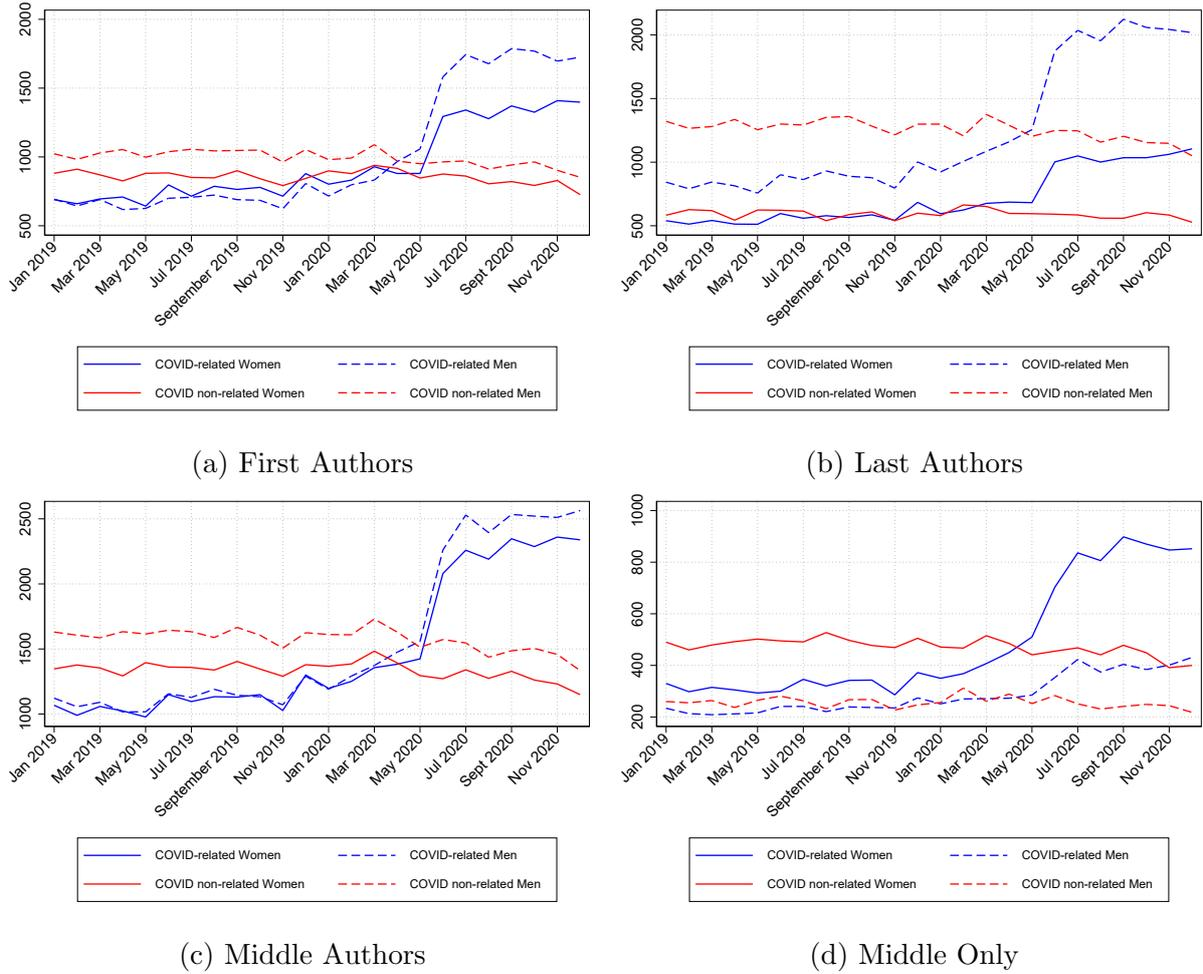 2000
1500
1000
500
Jan 2019
Mar 2019
May 2019
Jul 2019
September 2019
Nov 2019
Jan 2020
Mar 2020
May 2020
Jul 2020
Sept 2020
Nov 2020
COVID-related Women COVID-related Men
COVID non-related Women COVID non-related Men
(a) First Authors
2000
1500
1000
500
Jan 2019
Mar 2019
May 2019
Jul 2019
September 2019
Nov 2019
Jan 2020
Mar 2020
May 2020
Jul 2020
Sept 2020
Nov 2020
COVID-related Women COVID-related Men
COVID non-related Women COVID non-related Men
(b) Last Authors
2500
2000
1500
1000
Jan 2019
Mar 2019
May 2019
Jul 2019
September 2019
Nov 2019
Jan 2020
Mar 2020
May 2020
Jul 2020
Sept 2020
Nov 2020
COVID-related Women COVID-related Men
COVID non-related Women COVID non-related Men
(c) Middle Authors
1000
800
600
400
200
Jan 2019
Mar 2019
May 2019
Jul 2019
September 2019
Nov 2019
Jan 2020
Mar 2020
May 2020
Jul 2020
Sept 2020
Nov 2020
COVID-related Women COVID-related Men
COVID non-related Women COVID non-related Men
(d) Middle Only